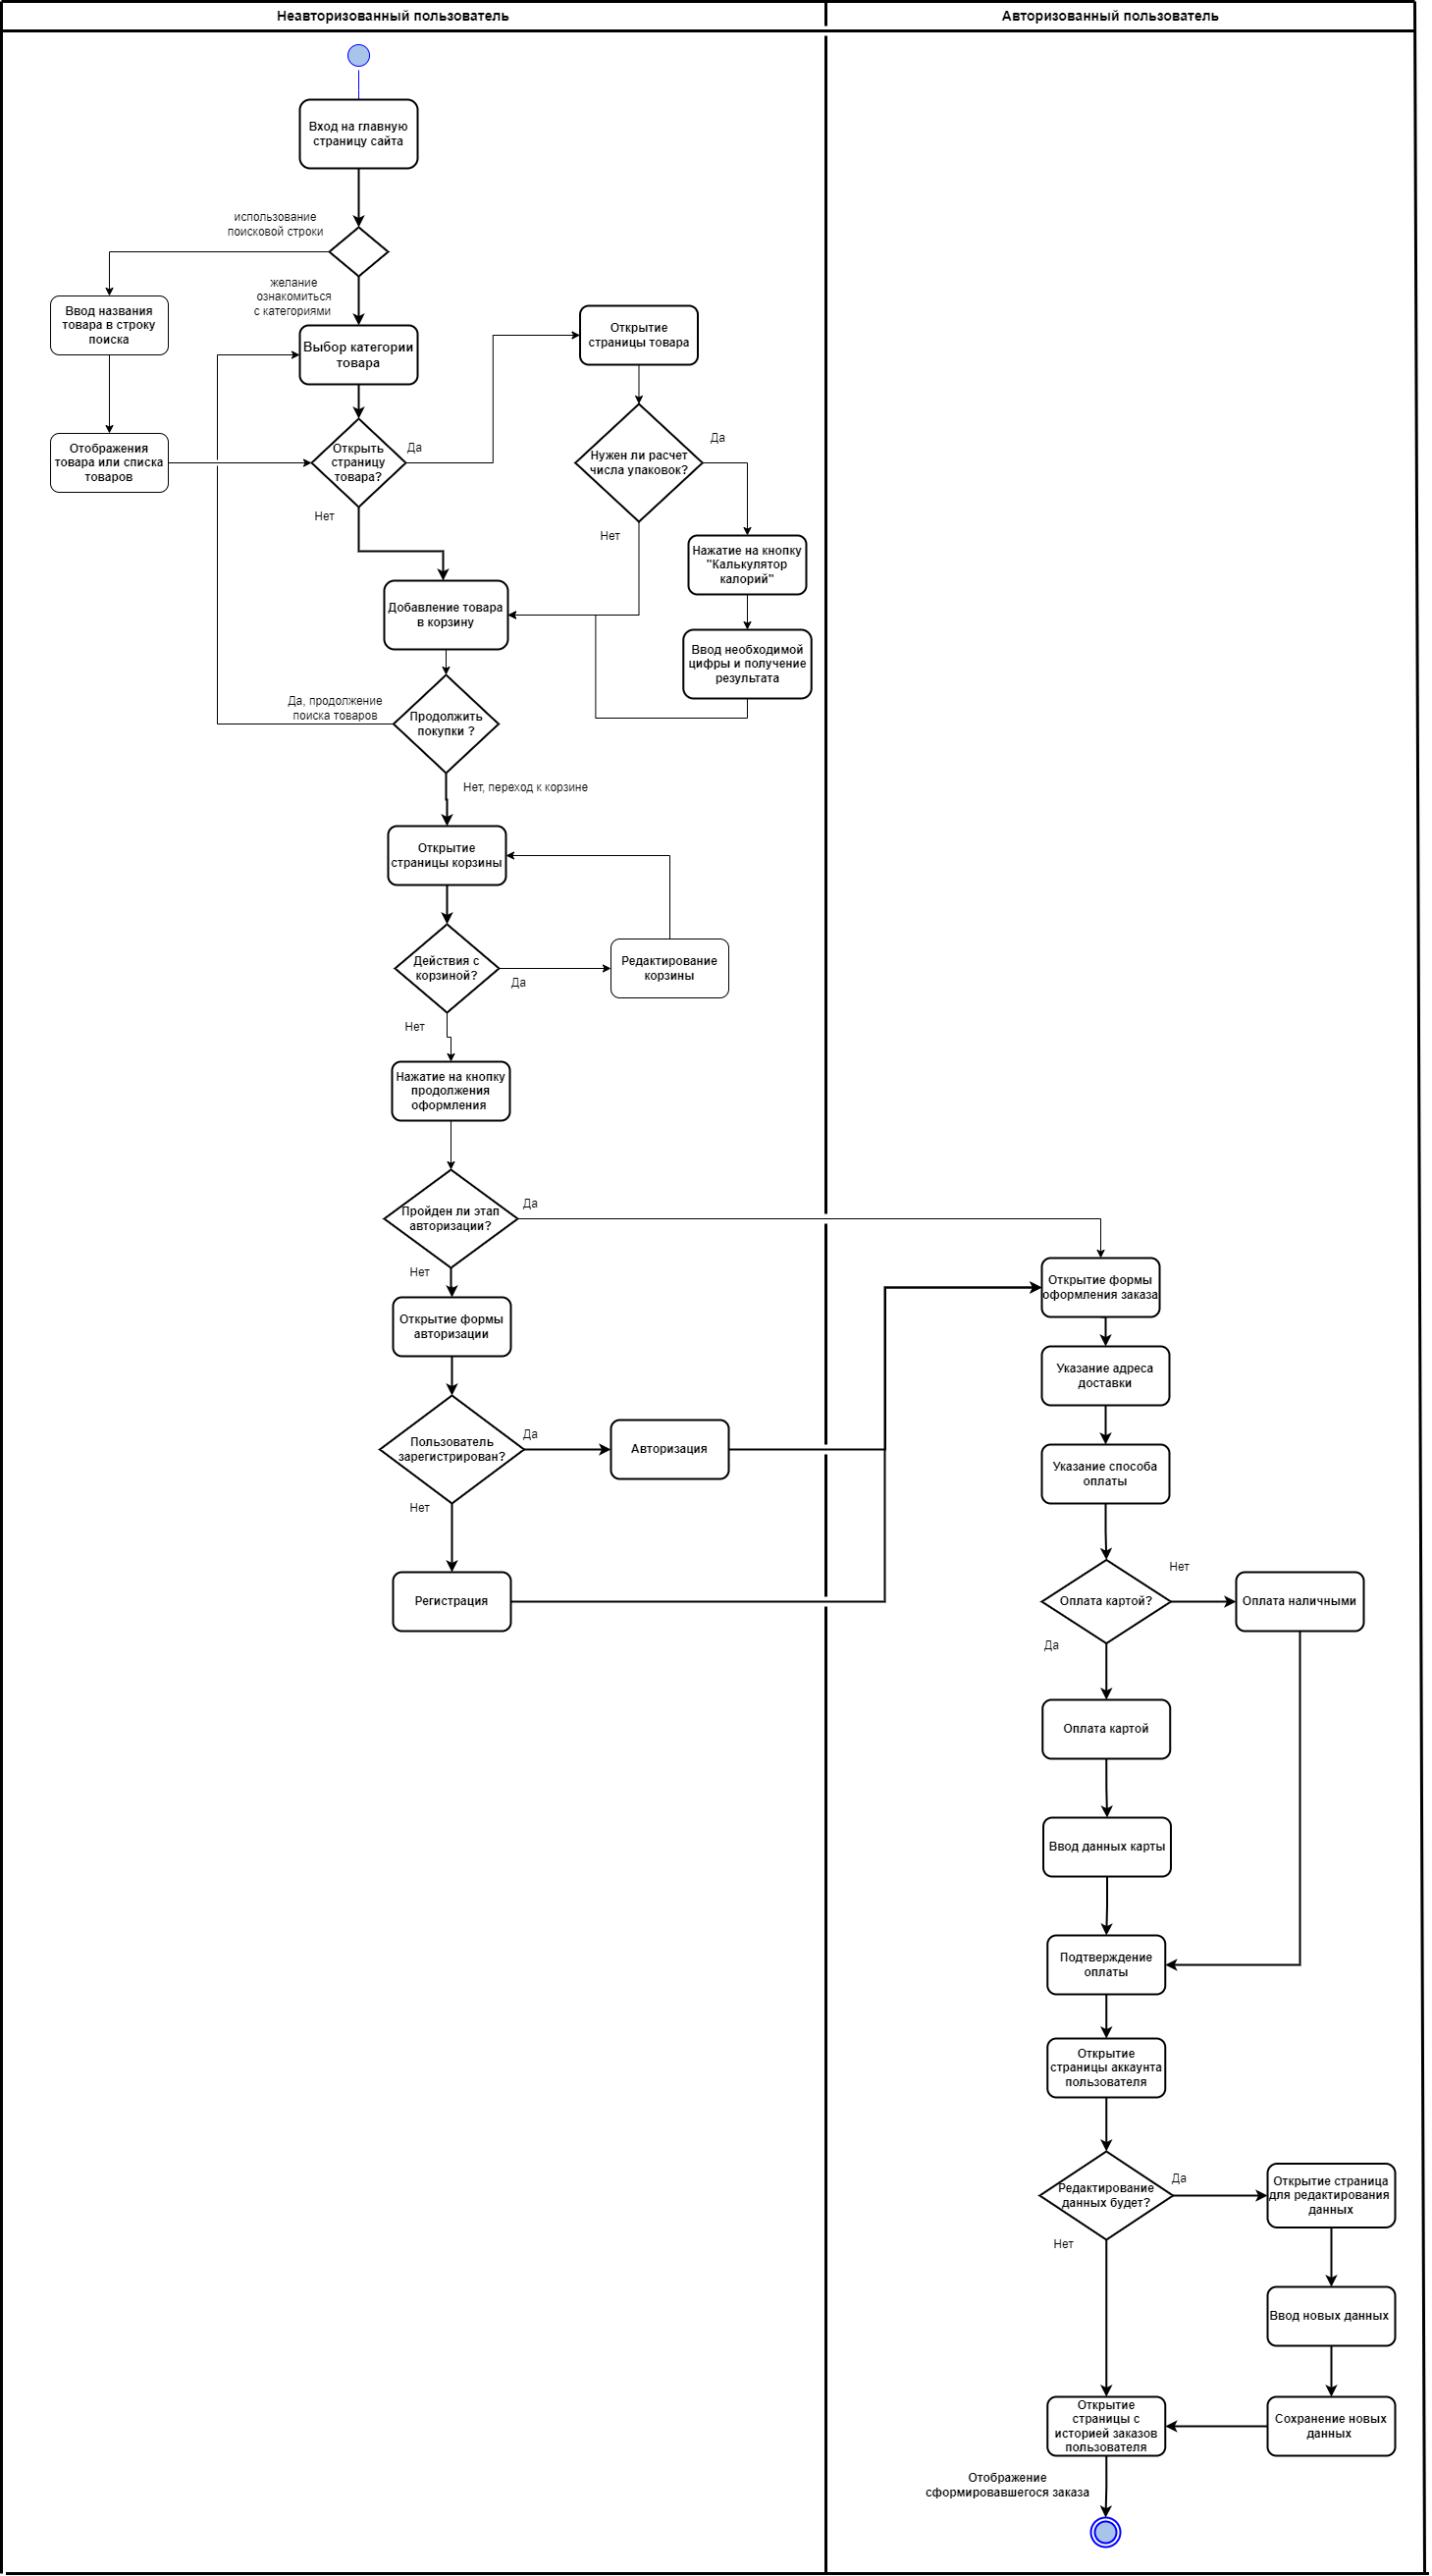 Неавторизованный пользователь
Авторизованный пользователь
Вход на главную
страницу сайта
использование
поисковой строки
желание
ознакомиться
с категориями
Ввод названия
товара в строку
поиска
Выбор категории
товара
Открытие
страницы товара
Отображения
товара или списка
товаров
Открыть
страницу
товара?
Да
Нет
Нужен ли расчет
числа упаковок?
Да
Нет
Нажатие на кнопку
"Калькулятор
калорий"
Добавление товара
в корзину
Ввод необходимой
цифры и получение
результата
Да, продолжение
поиска товаров
Продолжить
покупки ?
Нет, переход к корзине
Открытие
страницы корзины
Действия с
корзиной?
Да
Редактирование
корзины
Нет
Нажатие на кнопку
продолжения
оформления
Пройден ли этап
авторизации?
Да
Нет
Открытие формы
оформления заказа
Открытие формы
авторизации
Указание адреса
доставки
Пользователь
зарегистрирован?
Да
Авторизация
Нет
Указание способа
оплаты
Регистрация
Оплата картой?
Нет
Оплата наличными
Да
Оплата картой
Ввод данных карты
Подтверждение
оплаты
Открытие
страницы аккаунта
пользователя
Редактирование
данных будет?
Да
Открытие страница
для редактирования
данных
Нет
Ввод новых данных
Открытие
страницы с
историей заказов
пользователя
Сохранение новых
данных
Отображение
сформировавшегося заказа